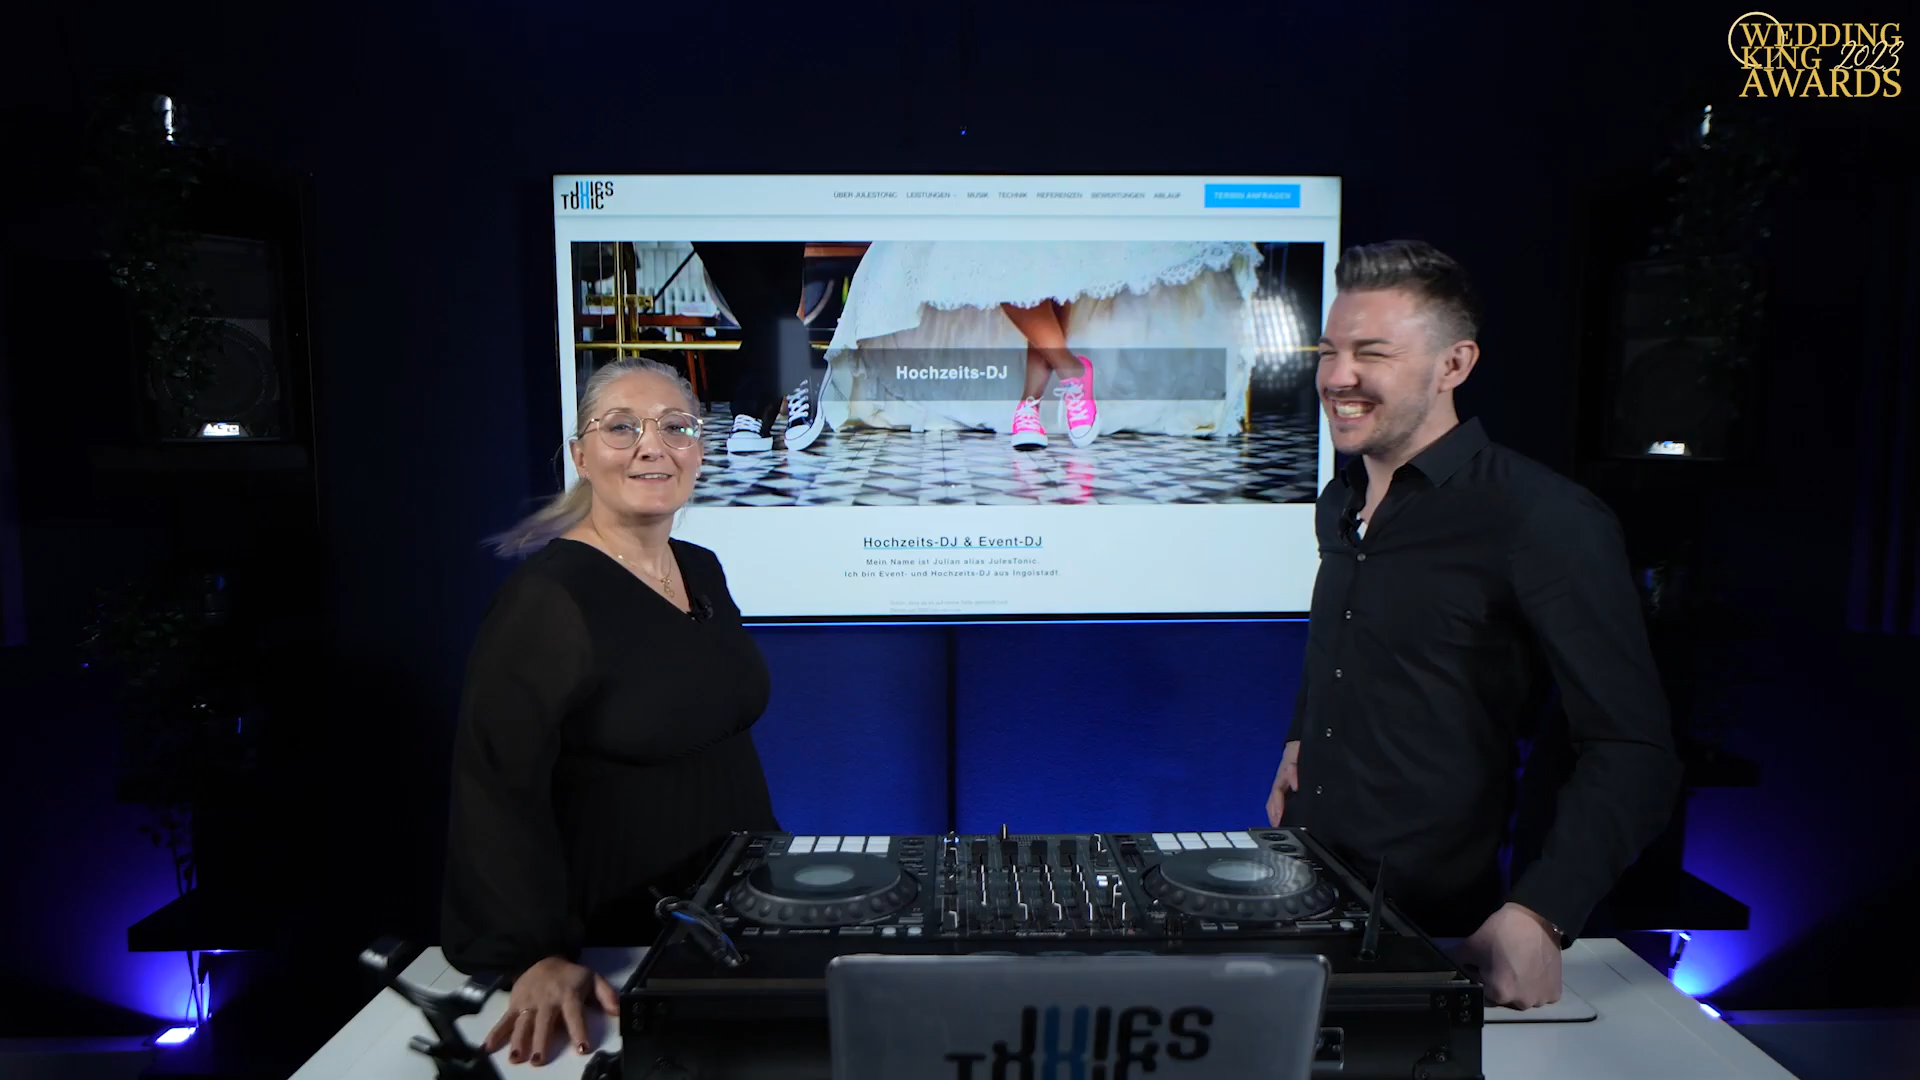 WEDDING
KING 2023
AWARDS
JULES
TONIC
ÜBER JULESTONIC LEISTUNGEN MUSIK TECHNIK REFERENZEN BEWERTUNGEN ABLAUF TERMIN ANFRAGEN
Hochzeits-DJ
Hochzeits-DJ & Event-DJ
Mein Name ist Julian alias JulesTonic.
Ich bin Event- und Hochzeits-DJ aus Ingolstadt.
JULES
TONIC